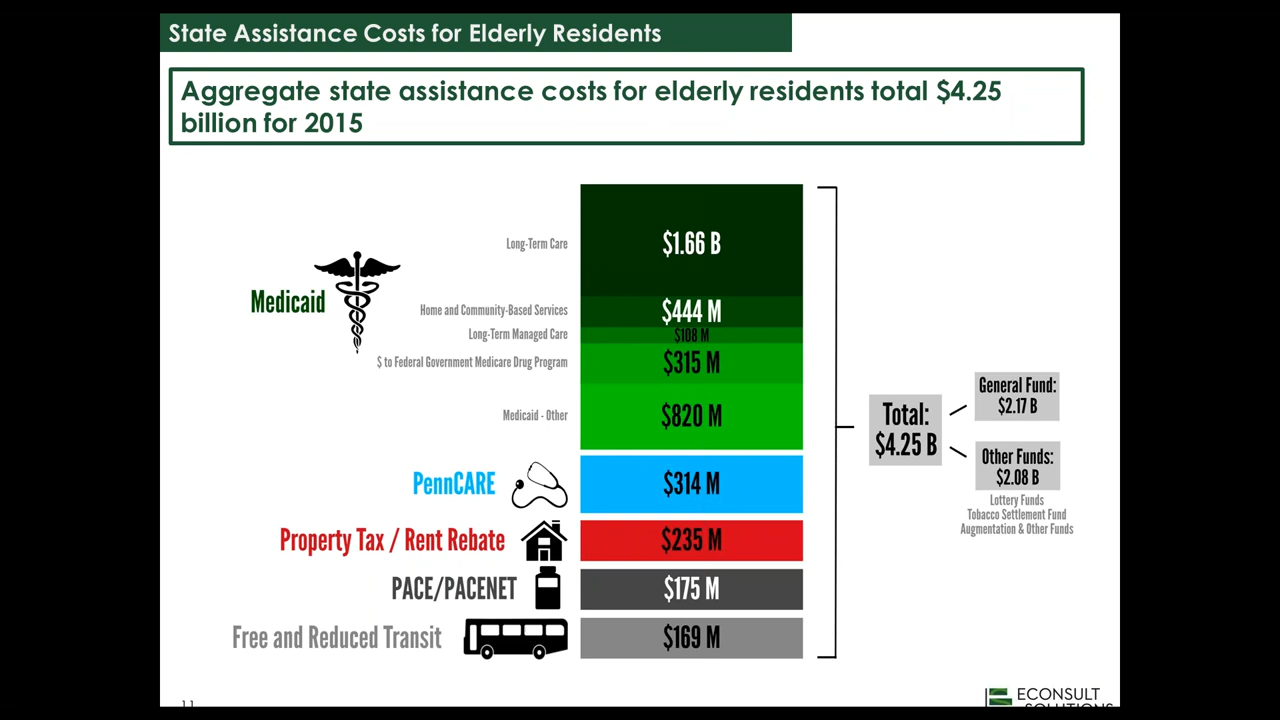 State Assistance Costs for Elderly Residents
Aggregate state assistance costs for elderly residents total $4.25
billion for 2015
Long-Term Care
$1.66 B
Medicaid
Home and Community-Based Services
$444 M
Long-Term Managed Care
$108 M
$ to Federal Government Medicare Drug Program
$315 M
Medicaid - Other
$820 M
PennCARE
$314 M
Property Tax / Rent Rebate
$235 M
PACE/PACENET
$175 M
Free and Reduced Transit
$169 M
Total:
$4.25 B
General Fund:
$2.17 B
Other Funds:
$2.08 B
Lottery Funds
Tobacco Settlement Fund
Augmentation & Other Funds
11
ECONSULT
SOLUTIONS